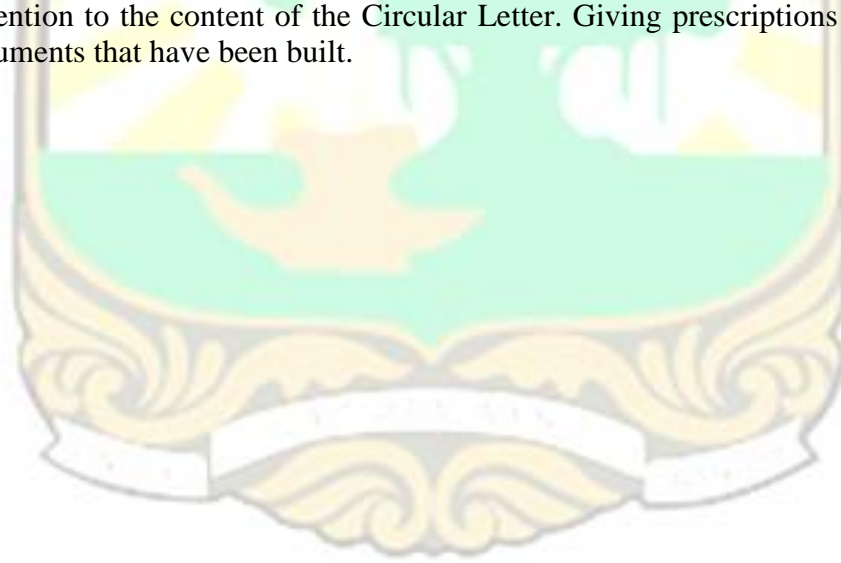 ention to the content of the Circular Letter. Giving prescriptions
uments that have been built.